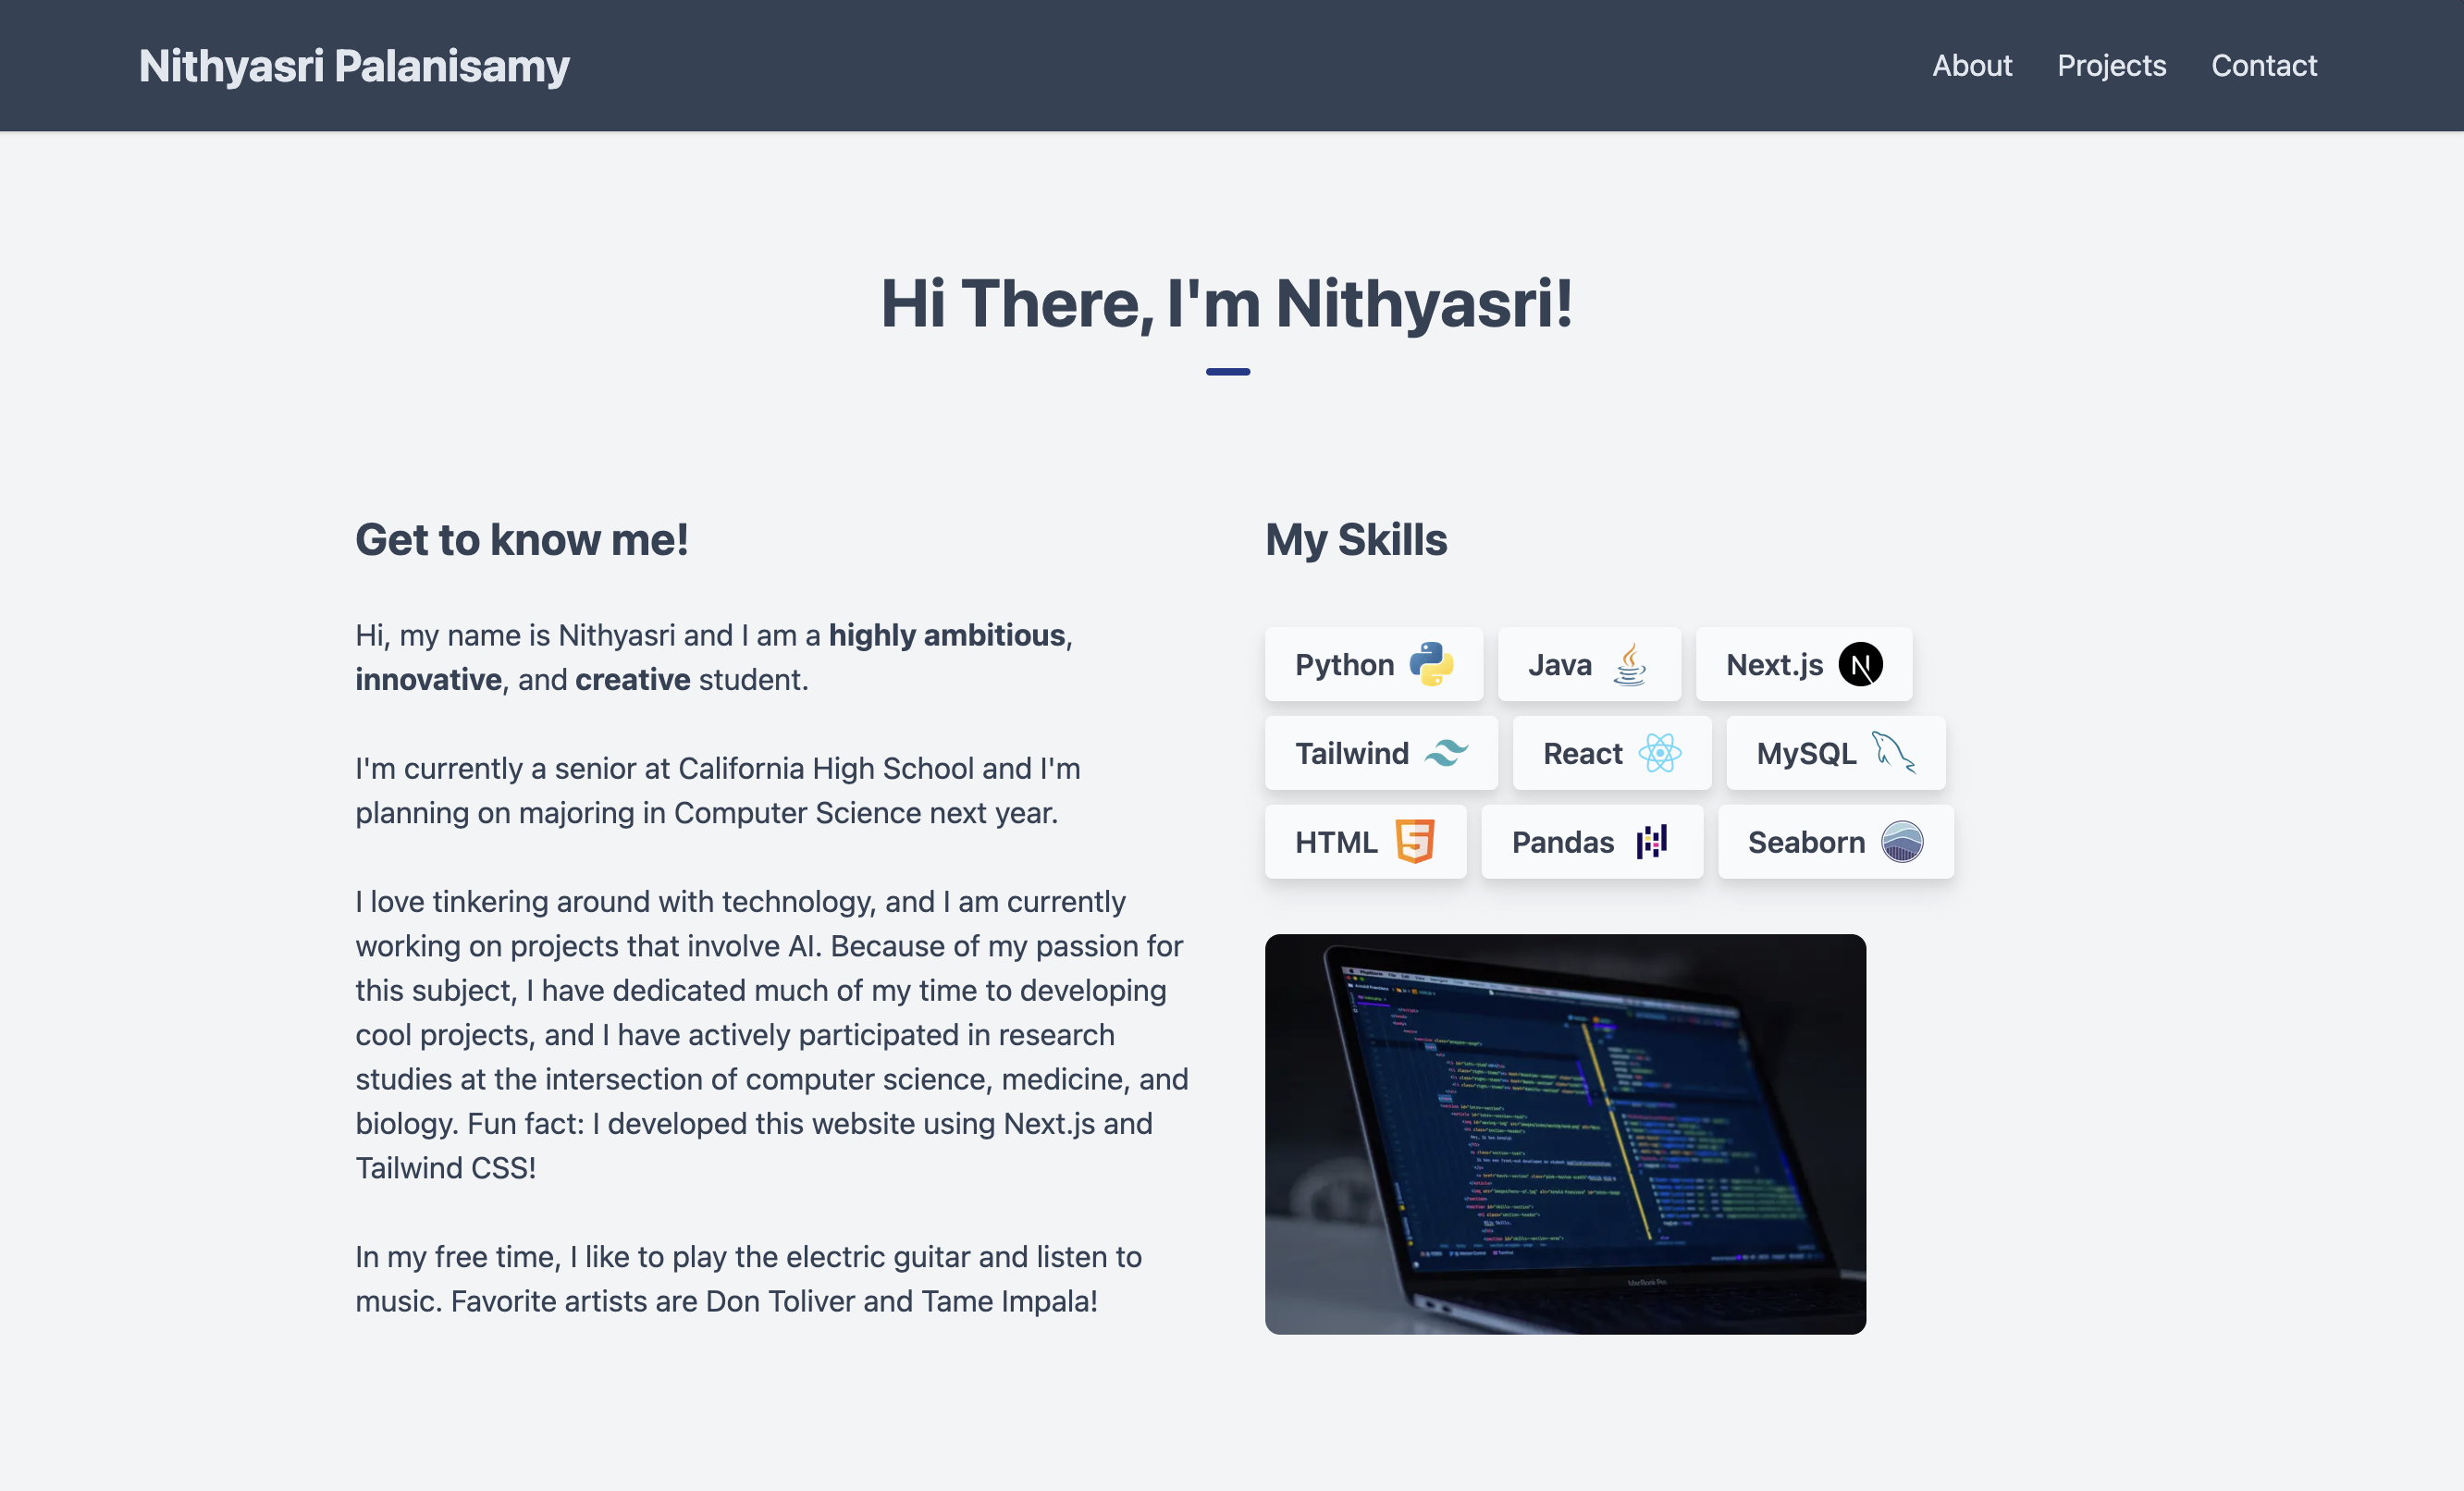 Nithyasri Palanisamy
About Projects Contact
Hi There, I'm Nithyasri!
Get to know me!
Hi, my name is Nithyasri and I am a highly ambitious,
innovative, and creative student.
I'm currently a senior at California High School and I'm
planning on majoring in Computer Science next year.
I love tinkering around with technology, and I am currently
working on projects that involve AI. Because of my passion for
this subject, I have dedicated much of my time to developing
cool projects, and I have actively participated in research
studies at the intersection of computer science, medicine, and
biology. Fun fact: I developed this website using Next.js and
Tailwind CSS!
In my free time, I like to play the electric guitar and listen to
music. Favorite artists are Don Toliver and Tame Impala!
My Skills
Python Java Next.js
Tailwind React MySQL
HTML Pandas Seaborn
MacBook Pro